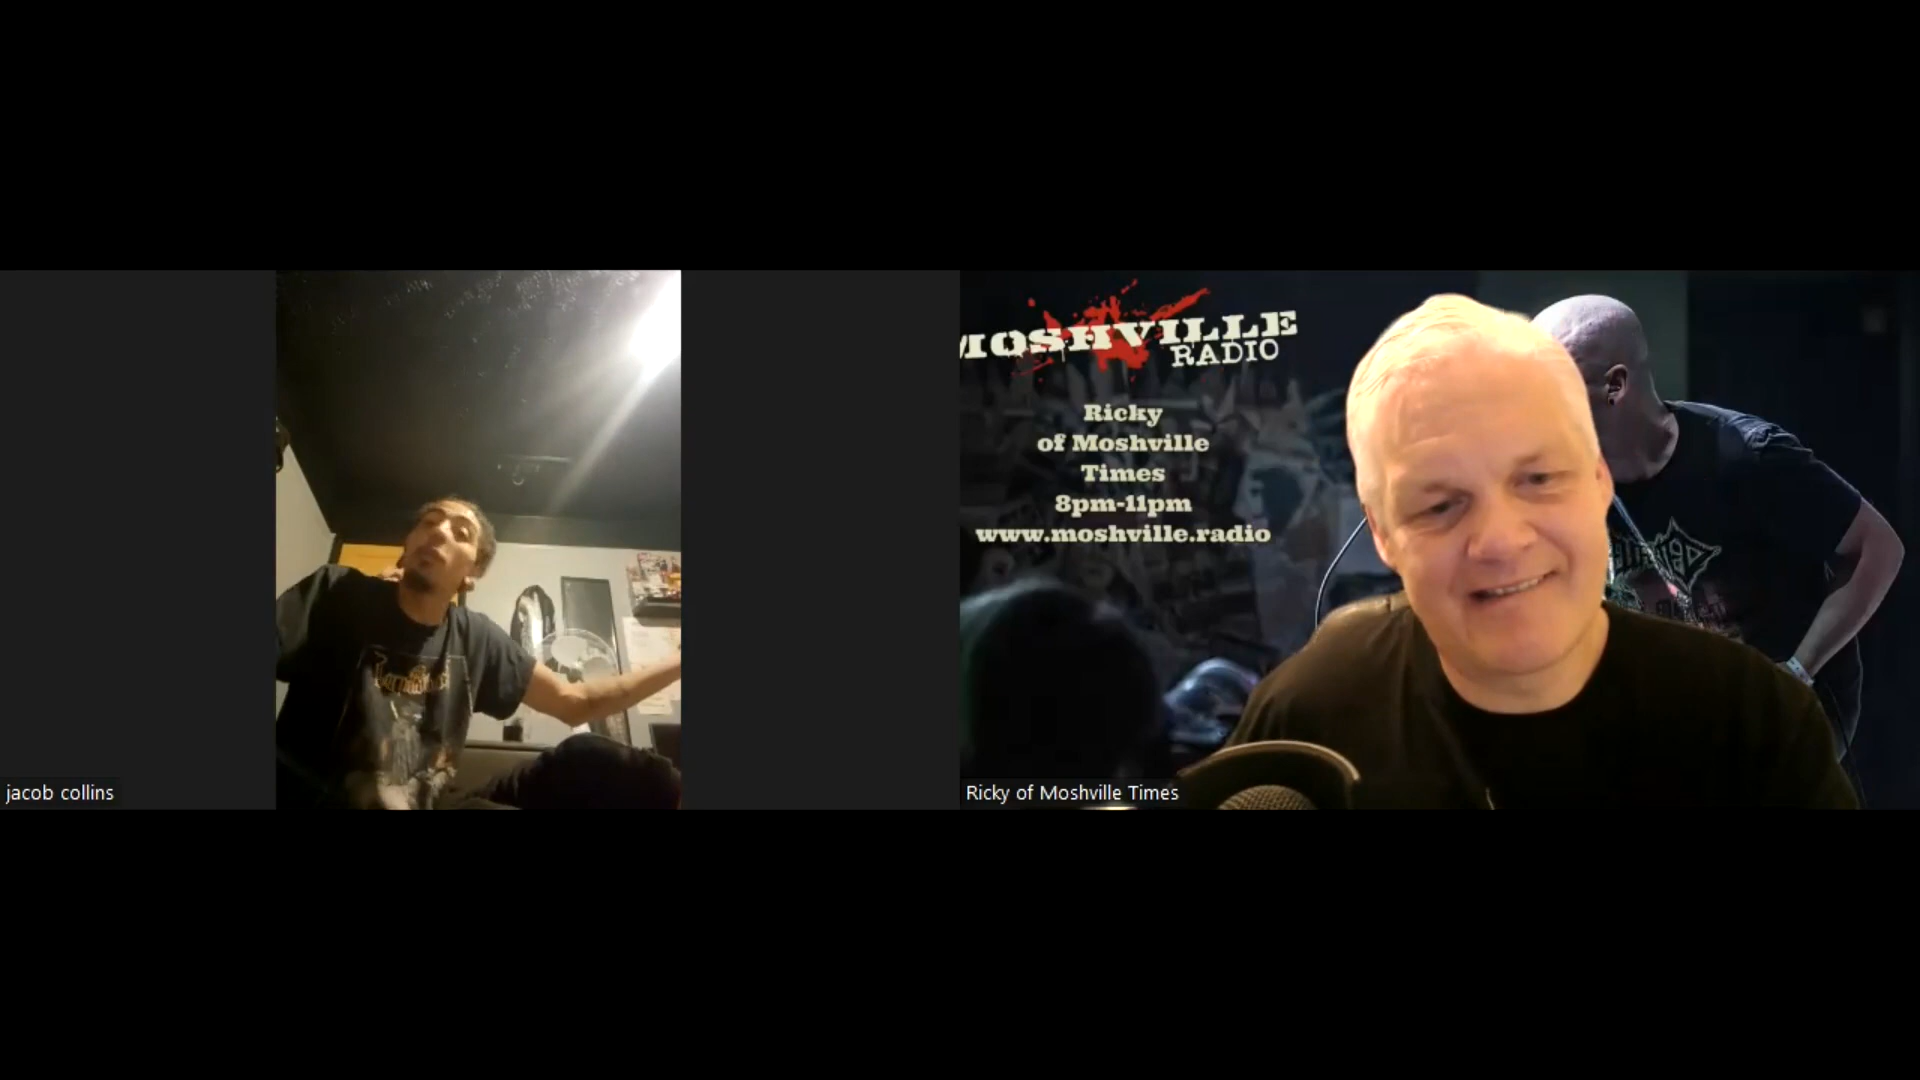 MOSHVILLE
RADIO
Ricky
of Moshville
Times
8pm-11pm
www.moshville.radio
jacob collins
Ricky of Moshville Times